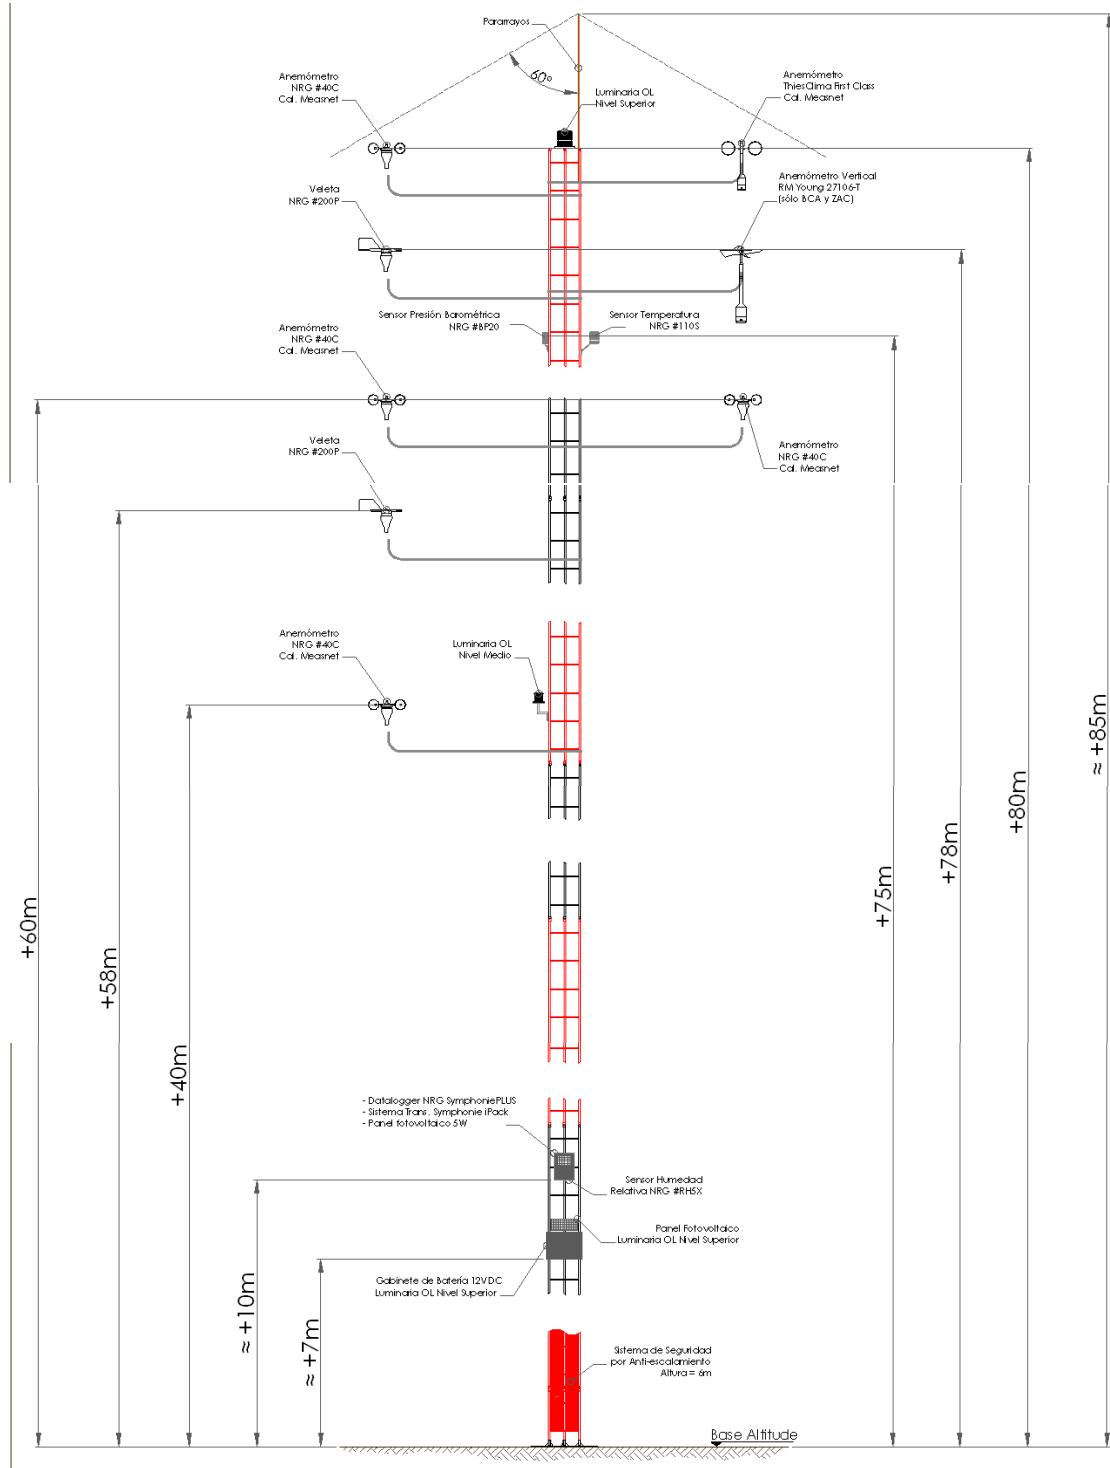 Pararrayos
60°
Anemómetro
NRG #40C
Cal. Measnet
Luminaria OL
Nivel Superior
Anemómetro
ThiesClima First Class
Cal. Measnet
Veleta
NRG #200P
Anemómetro Vertical
RM Young 27106-T
(sólo BCA y ZAC)
Sensor Presión Barométrica
NRG #BP20
Sensor Temperatura
NRG #110S
Anemómetro
NRG #40C
Cal. Measnet
Veleta
NRG #200P
Anemómetro
NRG #40C
Cal. Measnet
Anemómetro
NRG #40C
Cal. Measnet
Luminaria OL
Nivel Medio
+60m
+58m
+40m
≈ +10m
≈ +7m
+75m
+78m
+80m
≈ +85m
- Datalogger NRG SymphoniePLUS
- Sistema Trans. Symphonie iPack
- Panel fotovoltaico 5W
Sensor Humedad
Relativa NRG #RH5X
Panel Fotovoltaico
Luminaria OL Nivel Superior
Gabinete de Batería 12VDC
Luminaria OL Nivel Superior
Sistema de Seguridad
por Anti-escalamiento
Altura = 6m
Base Altitude